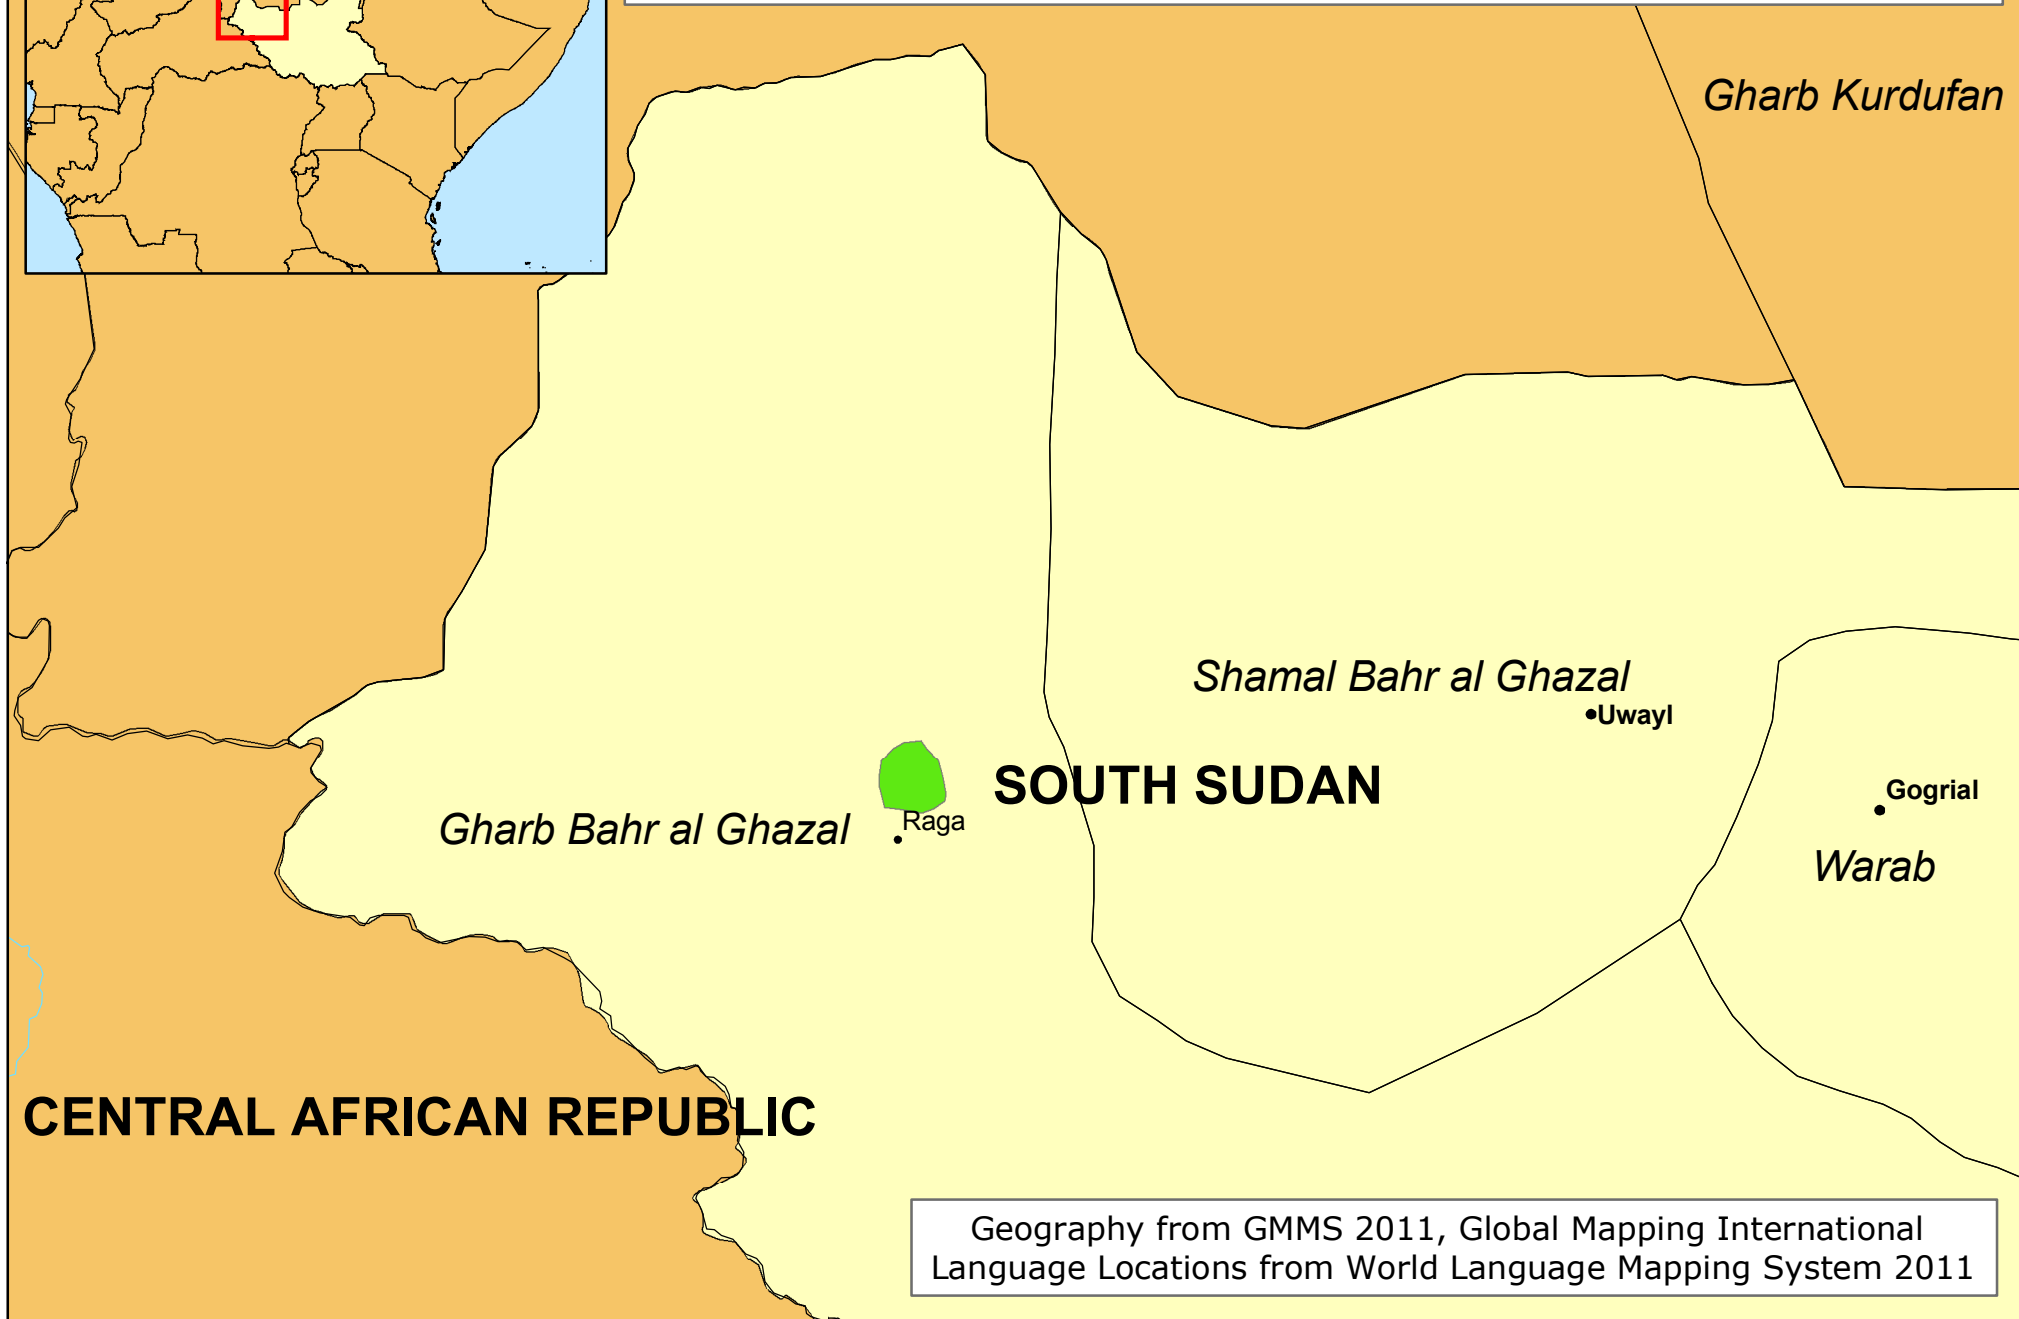 Gharb Kurdufan
Shamal Bahr al Ghazal
Uwayl
SOUTH SUDAN
Gogrial
Gharb Bahr al Ghazal
Raga
Warab
CENTRAL AFRICAN REPUBLIC
Geography from GMMS 2011, Global Mapping International
Language Locations from World Language Mapping System 2011